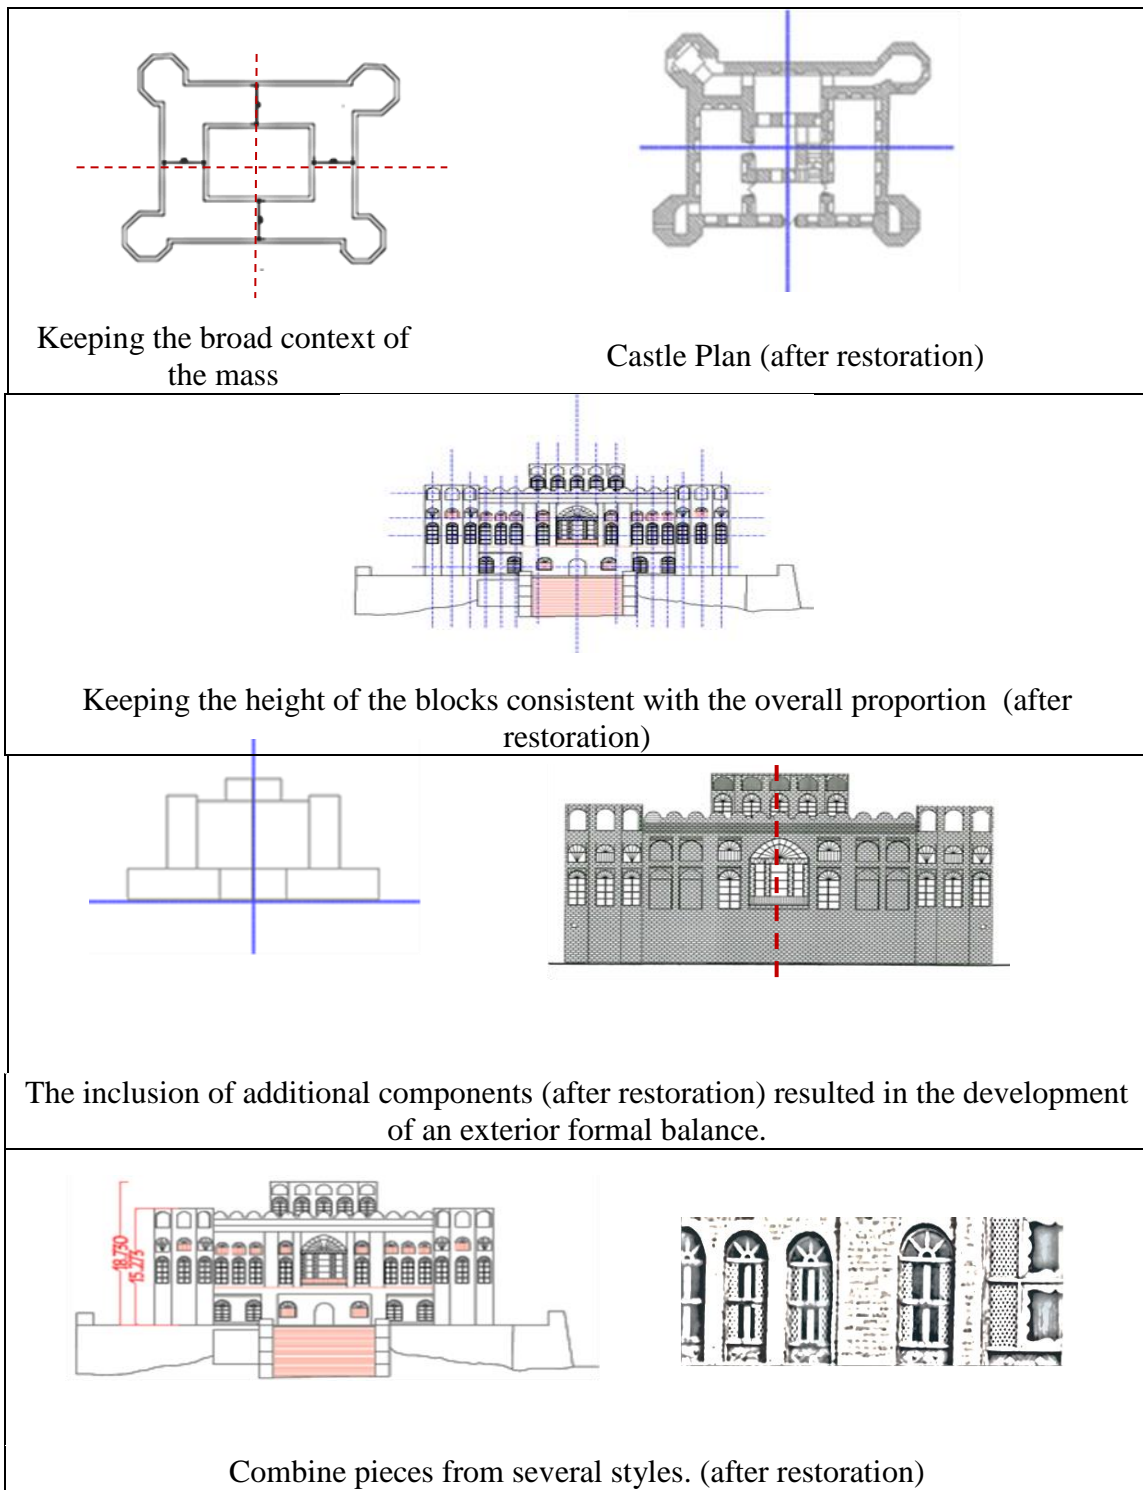 Keeping the broad context of
the mass
Castle Plan (after restoration)
Keeping the height of the blocks consistent with the overall proportion (after
restoration)
The inclusion of additional components (after restoration) resulted in the development
of an exterior formal balance.
18.730
15.273
Combine pieces from several styles. (after restoration)